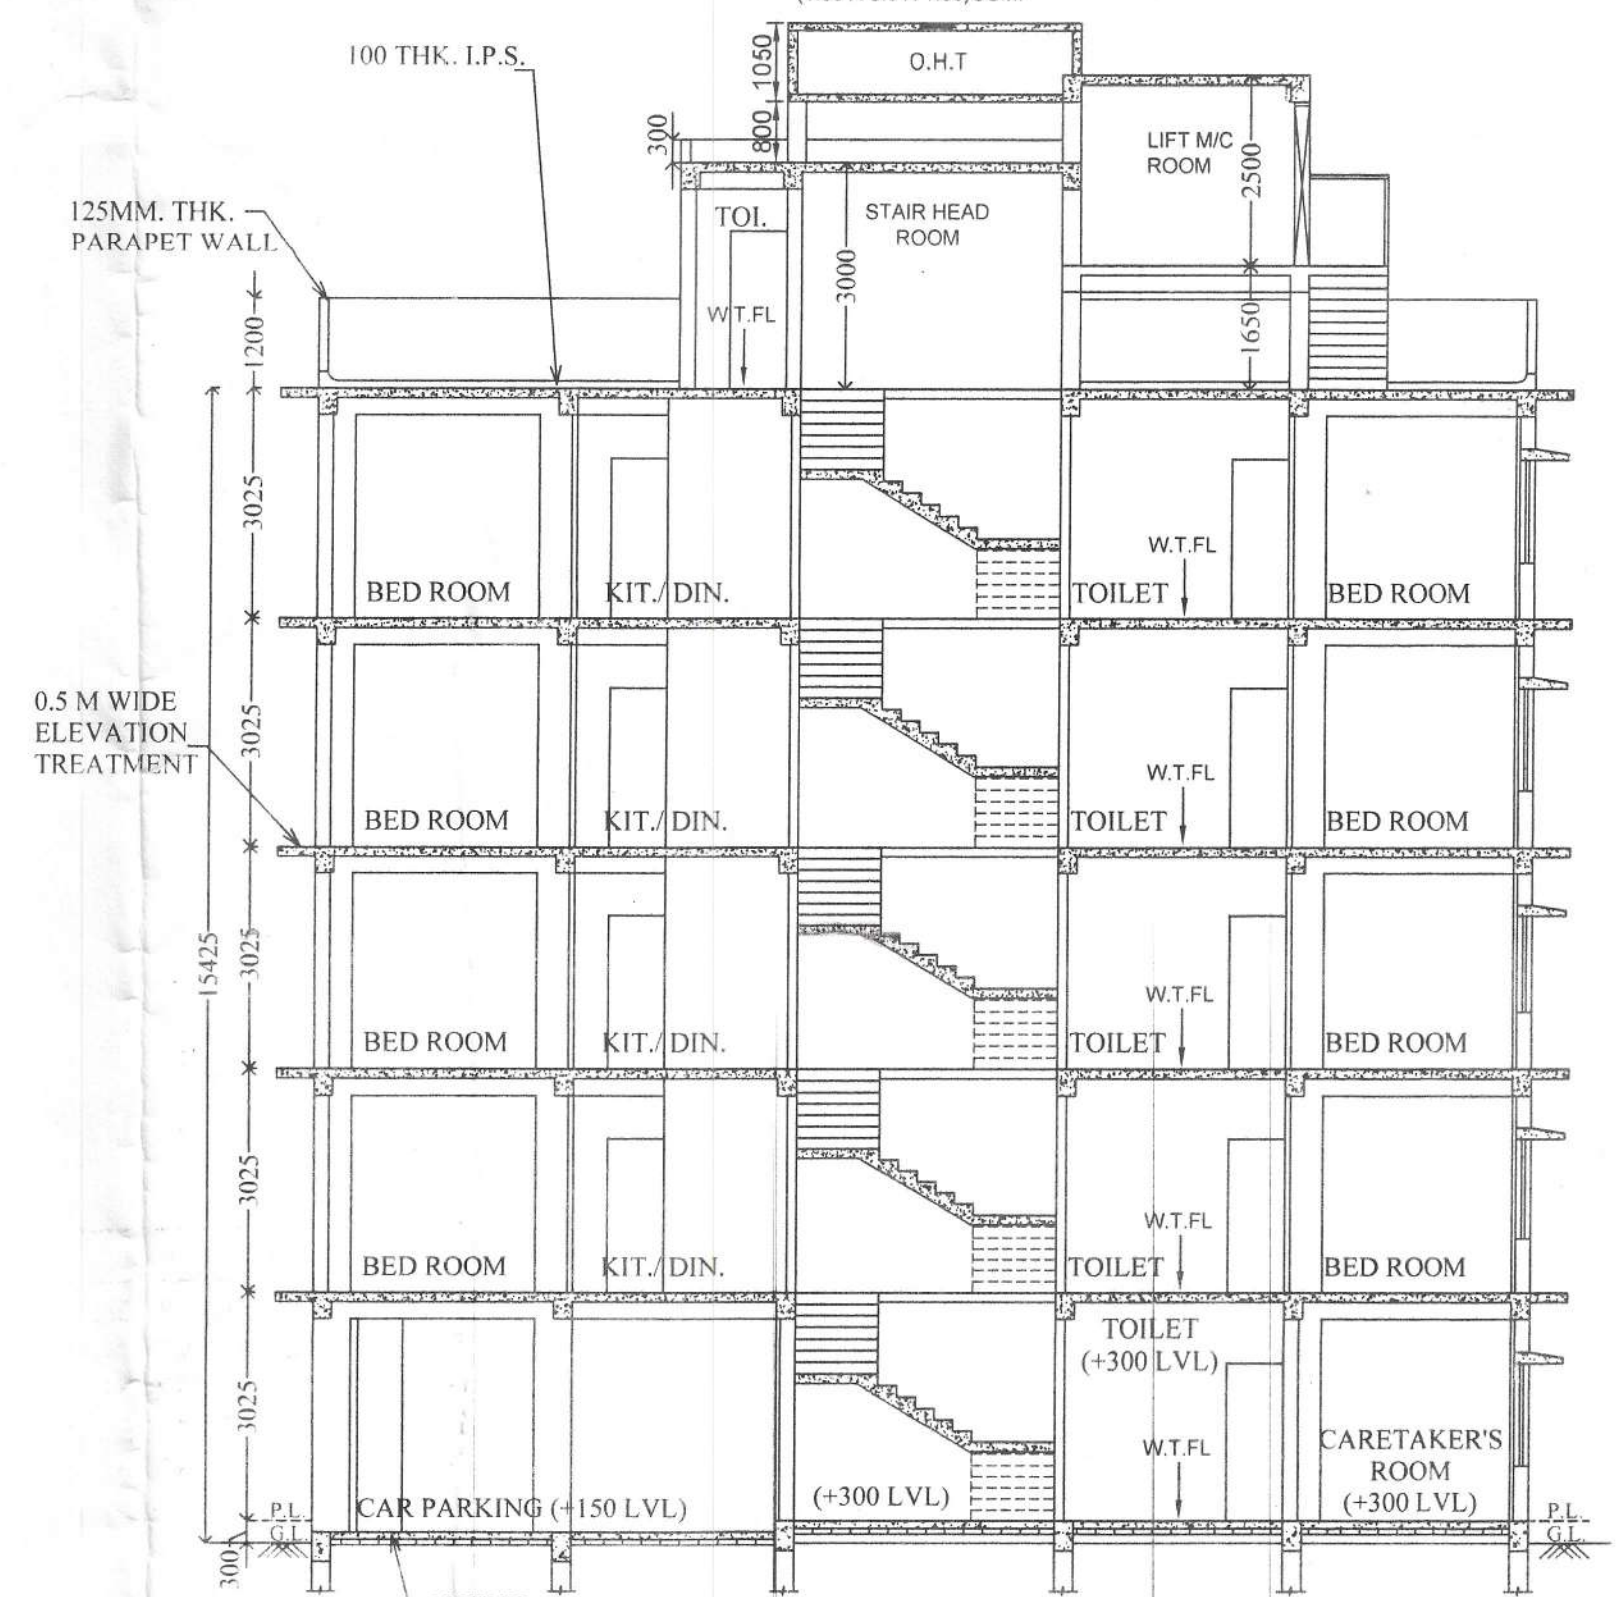 100 THK. I.P.S.
1050
O.H.T
300
800
LIFT M/C
ROOM
2500
125MM. THK.
PARAPET WALL
TOI.
STAIR HEAD
ROOM
3000
W.T.FL
1200
1650
3025
W.T.FL
BED ROOM
KIT./ DIN.
TOILET
BED ROOM
0.5 M WIDE
ELEVATION
TREATMENT
3025
W.T.FL
BED ROOM
KIT./ DIN.
TOILET
BED ROOM
15425
3025
W.T.FL
BED ROOM
KIT./ DIN.
TOILET
BED ROOM
3025
W.T.FL
BED ROOM
KIT./ DIN.
TOILET
BED ROOM
3025
TOILET
(+300 LVL)
W.T.FL
CARETAKER'S
ROOM
(+300 LVL)
CAR PARKING (+150 LVL)
(+300 LVL)
P.L.
G.L.
P.L.
G.L.
300